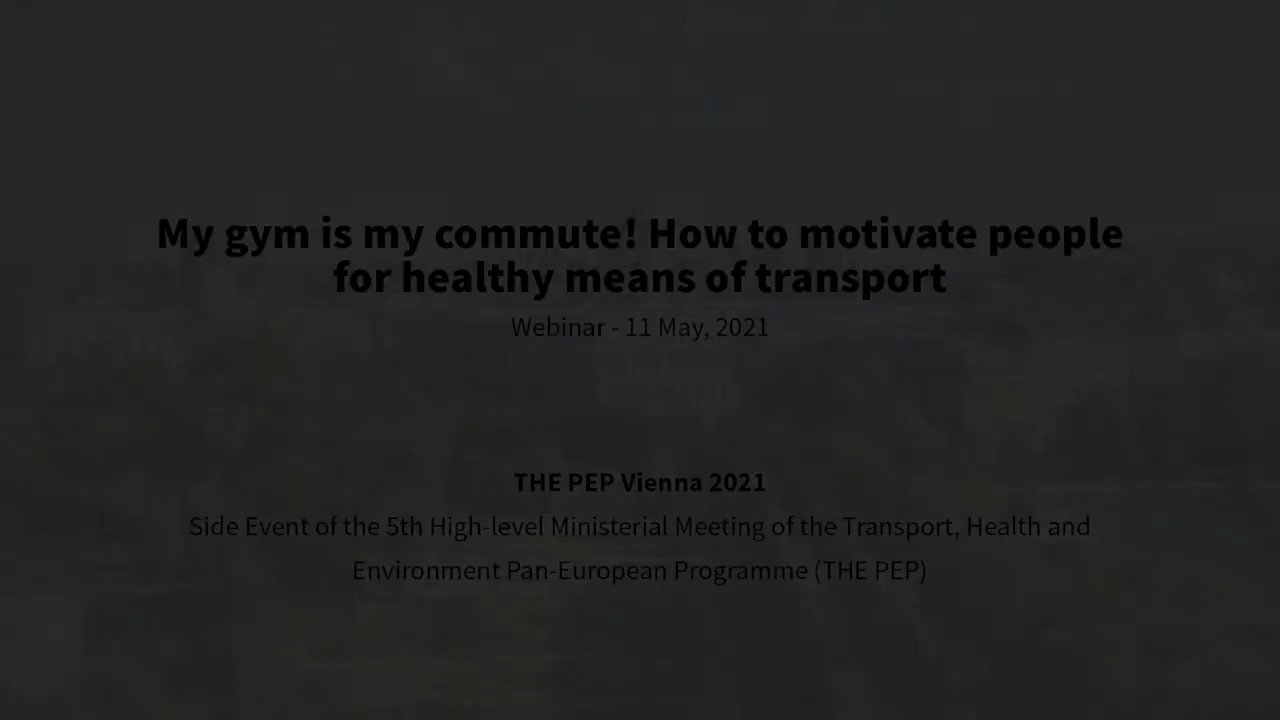 My gym is my commute! How to motivate people
for healthy means of transport
Webinar - 11 May, 2021
THE PEP Vienna 2021
Side Event of the 5th High-level Ministerial Meeting of the Transport, Health and
Environment Pan-European Programme (THE PEP)